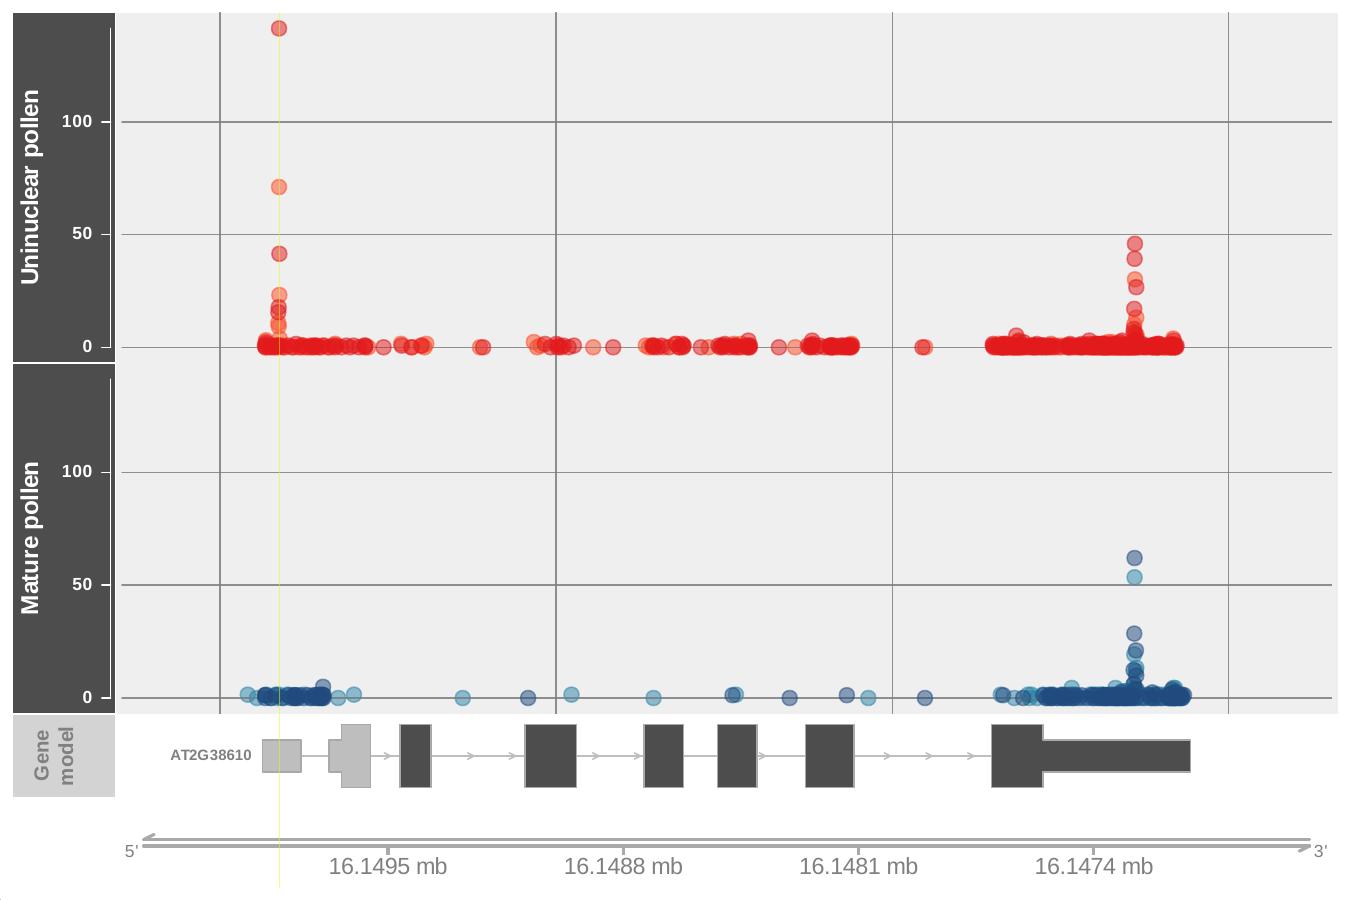 Uninuclear pollen
100
50
0
Mature pollen
100
50
0
Gene
model
AT2G38610
5'
3'
16.1495 mb
16.1488 mb
16.1481 mb
16.1474 mb